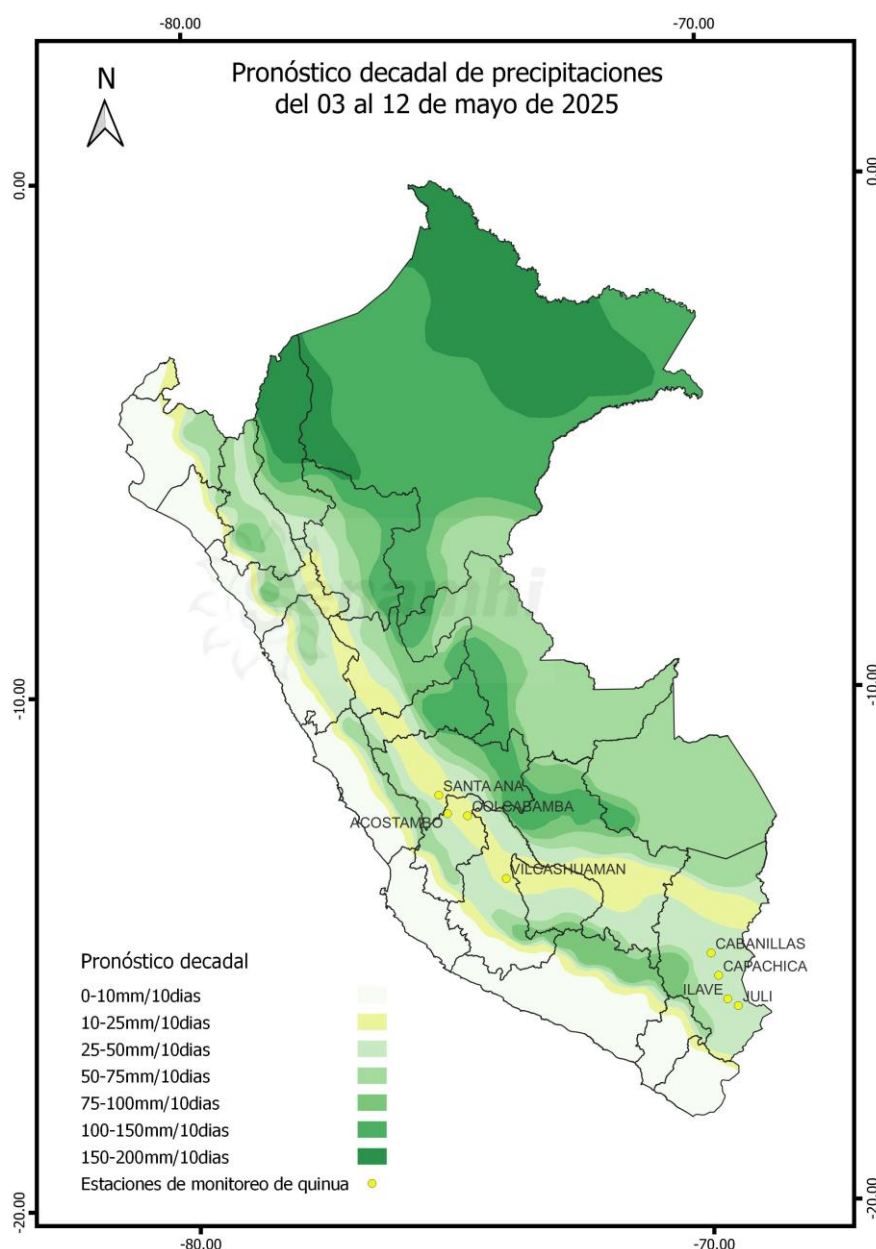 -80.00
-70.00
N
Pronóstico decadal de precipitaciones
del 03 al 12 de mayo de 2025
0.00
0.00
Senamhi
-10.00
-10.00
SANTA ANA
COLCABAMBA
ACOSTAMBO
VILCASHUAMAN
CABANILLAS
CAPACHICA
ILAVE
JULI
Pronóstico decadal
0-10mm/10dias
10-25mm/10dias
25-50mm/10dias
50-75mm/10dias
75-100mm/10dias
100-150mm/10dias
150-200mm/10dias
Estaciones de monitoreo de quinua
-20.00
-20.00
-80.00
-70.00